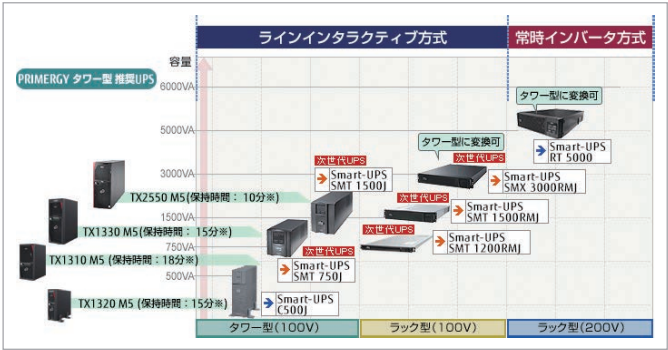 ラインインタラクティブ方式
常時インバータ方式
PRIMERGY タワー型 推奨UPS
容量
6000VA
5000VA
3000VA
1500VA
750VA
500VA
タワー型に変換可
Smart-UPS
RT 5000
タワー型に変換可
次世代UPS
Smart-UPS
SMX 3000RMJ
次世代UPS
Smart-UPS
SMT 1500J
次世代UPS
Smart-UPS
SMT 1500RMJ
次世代UPS
Smart-UPS
SMT 1200RMJ
次世代UPS
Smart-UPS
SMT 750J
Smart-UPS
C500J
TX2550 M5(保持時間：10分※)
TX1330 M5(保持時間：15分※)
TX1310 M5 (保持時間：18分※)
TX1320 M5 (保持時間：15分※)
タワー型(100V)
ラック型(100V)
ラック型(200V)